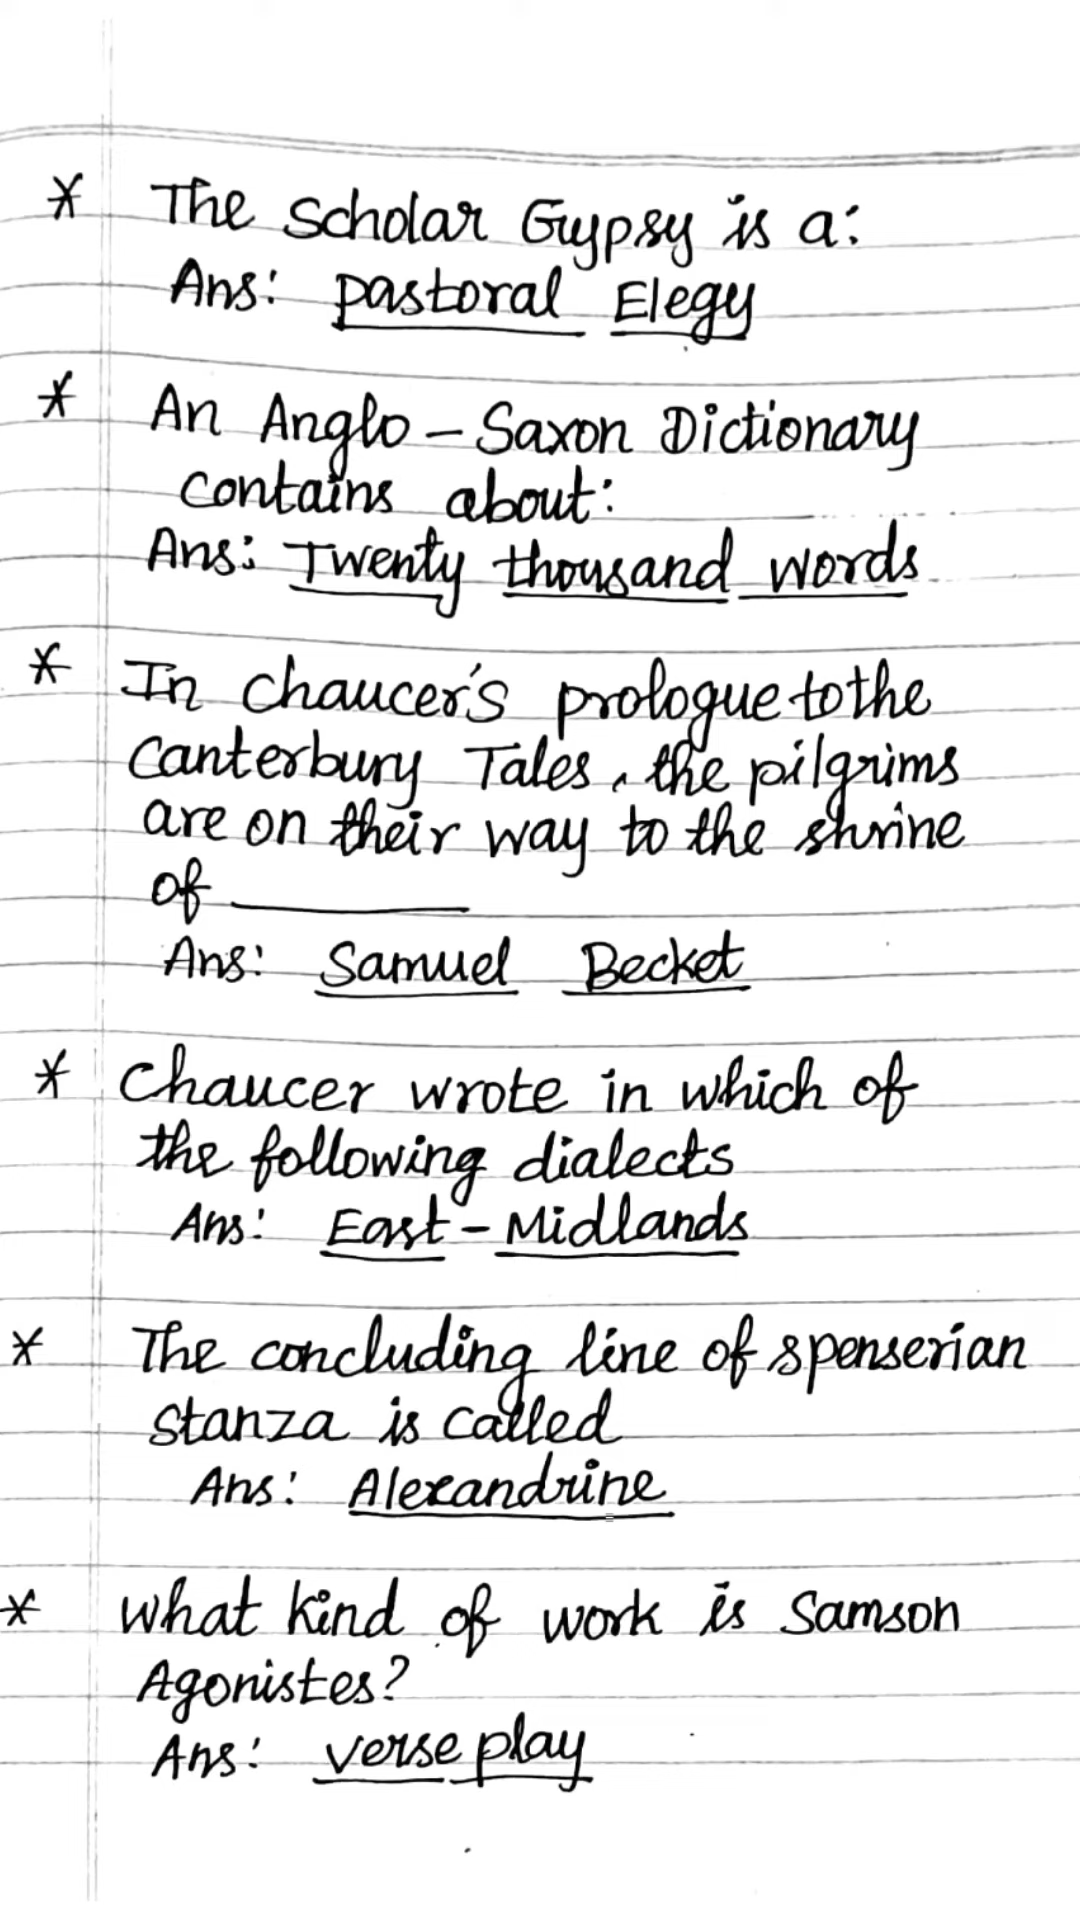 * The Scholar Gypsy is a:
Ans: pastoral Elegy
* An Anglo-Saxon Dictionary
contains about:
Ans: Twenty thousand words
* In Chaucer's prologue to the
Canterbury Tales, the pilgrims
are on their way to the shrine
of ________
Ans: Samuel Becket
* Chaucer wrote in which of
the following dialects
Ans: East-Midlands
* The concluding line of spenserian
stanza is called
Ans: Alexandrine
* What kind of work is Samson
Agonistes?
Ans: verse play